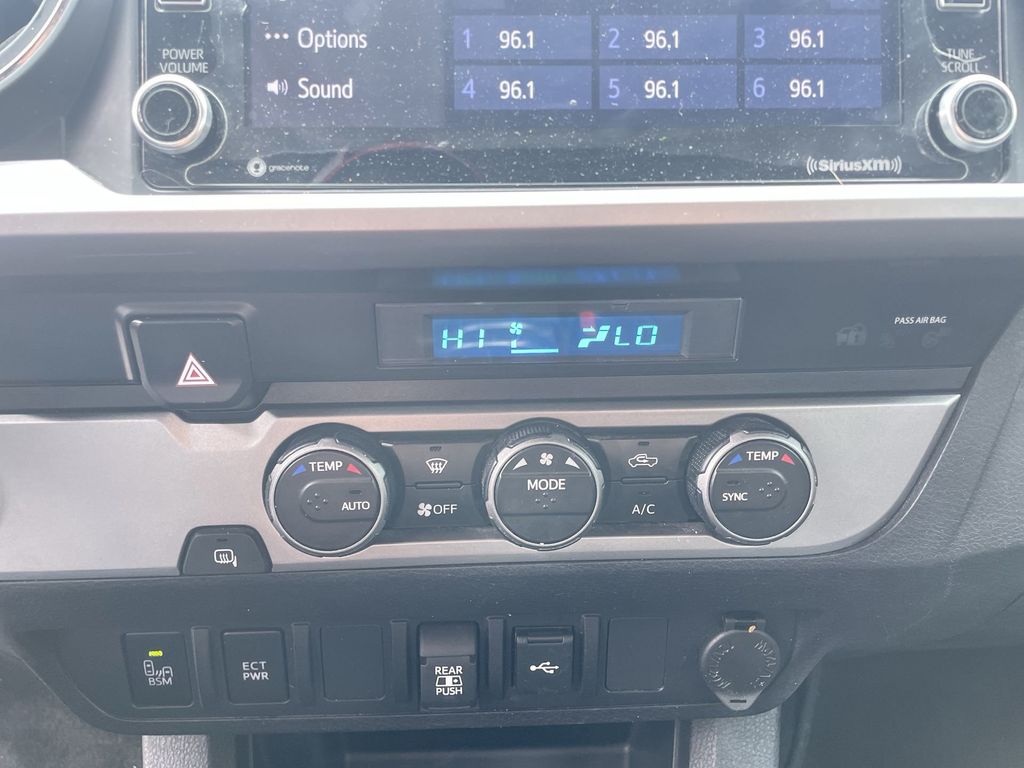 POWER
VOLUME
Options
Sound
1 96.1
2 96.1
3 96.1
4 96.1
5 96.1
6 96.1
TUNE
SCROLL
gracenote
((SiriusXM))
HI
LO
PASS AIR BAG
TEMP
AUTO
OFF
MODE
A/C
TEMP
SYNC
BSM
ECT
PWR
REAR
PUSH